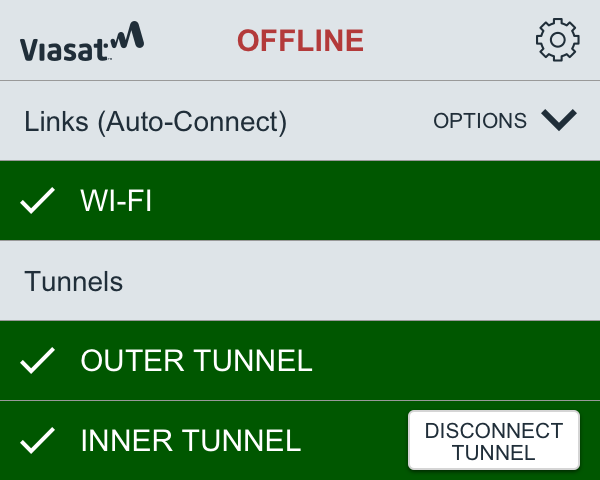 Viasat
OFFLINE
Links (Auto-Connect)
OPTIONS
WI-FI
Tunnels
OUTER TUNNEL
INNER TUNNEL
DISCONNECT
TUNNEL